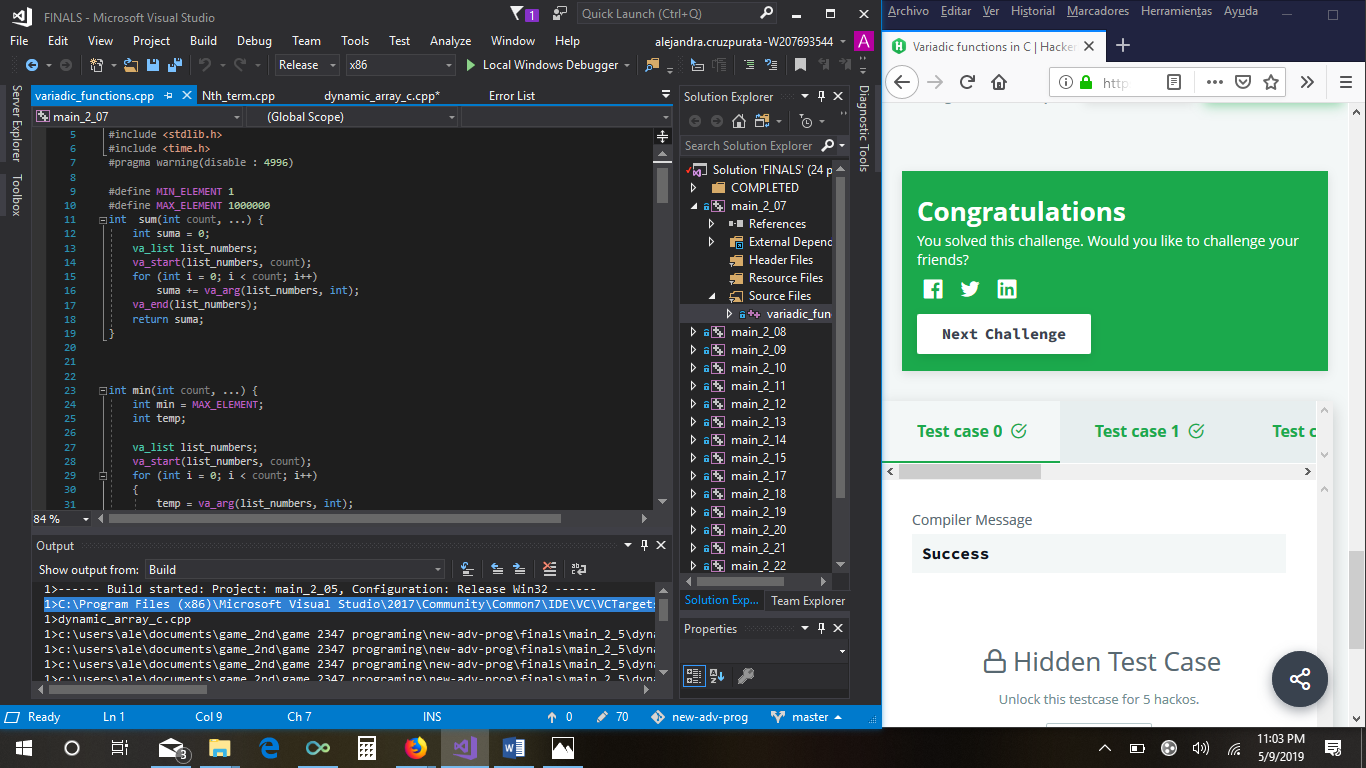 FINALS - Microsoft Visual Studio
1
Quick Launch (Ctrl+Q)
File Edit View Project Build Debug Team Tools Test Analyze Window Help
alejandra.cruzpurata-W207693544
A
Release x86 Local Windows Debugger
Server Explorer
Toolbox
variadic_functions.cpp Nth_term.cpp dynamic_array_c.cpp* Error List
main_2_07 (Global Scope)
5 #include <stdlib.h>
6 #include <time.h>
7 #pragma warning(disable : 4996)
8
9 #define MIN_ELEMENT 1
10 #define MAX_ELEMENT 1000000
11 int sum(int count, ...) {
12 int suma = 0;
13 va_list list_numbers;
14 va_start(list_numbers, count);
15 for (int i = 0; i < count; i++)
16 suma += va_arg(list_numbers, int);
17 va_end(list_numbers);
18 return suma;
19 }
20
21
22
23 int min(int count, ...) {
24 int min = MAX_ELEMENT;
25 int temp;
26
27 va_list list_numbers;
28 va_start(list_numbers, count);
29 for (int i = 0; i < count; i++)
30 {
31 temp = va_arg(list_numbers, int);
84 %
Output
Show output from: Build
1>------ Build started: Project: main_2_05, Configuration: Release Win32 ------
1>C:\Program Files (x86)\Microsoft Visual Studio\2017\Community\Common7\IDE\VC\VCTargets
1>dynamic_array_c.cpp
1>c:\users\ale\documents\game_2nd\game 2347 programing\new-adv-prog\finals\main_2_5\dyna
1>c:\users\ale\documents\game_2nd\game 2347 programing\new-adv-prog\finals\main_2_5\dyna
1>c:\users\ale\documents\game_2nd\game 2347 programing\new-adv-prog\finals\main_2_5\dyna
1>c:\users\ale\documents\game_2nd\game 2347 programing\new-adv-prog\finals\main_2_5\dyna
Solution Explorer
Search Solution Explorer
Solution 'FINALS' (24 p
COMPLETED
main_2_07
References
External Depend
Header Files
Resource Files
Source Files
variadic_fun
main_2_08
main_2_09
main_2_10
main_2_11
main_2_12
main_2_13
main_2_14
main_2_15
main_2_17
main_2_18
main_2_19
main_2_20
main_2_21
main_2_22
Solution Exp... Team Explorer
Properties
Diagnostic Tools
Ready Ln 1 Col 9 Ch 7 INS 0 70 new-adv-prog master
Archivo Editar Ver Historial Marcadores Herramientas Ayuda
Variadic functions in C | Hacker
http
Congratulations
You solved this challenge. Would you like to challenge your
friends?
Next Challenge
Test case 0 Test case 1 Test c
Compiler Message
Success
Hidden Test Case
Unlock this testcase for 5 hackos.
3
11:03 PM
5/9/2019